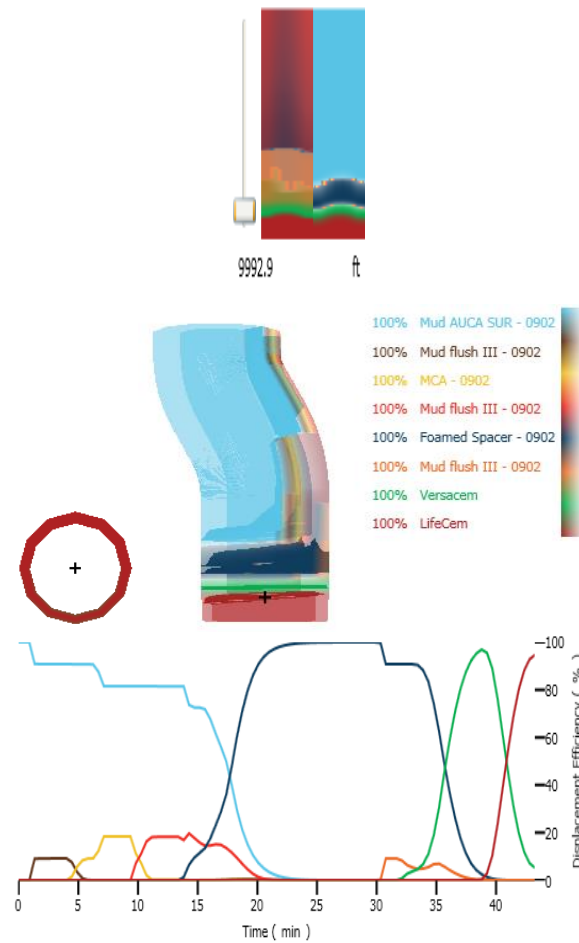 9992.9 ft
100% Mud AUCA SUR - 0902
100% Mud flush III - 0902
100% MCA - 0902
100% Mud flush III - 0902
100% Foamed Spacer - 0902
100% Mud flush III - 0902
100% Versacem
100% LifeCem
100
80
60
40
20
0
Displacement Efficiency ( % )
0 5 10 15 20 25 30 35 40
Time ( min )